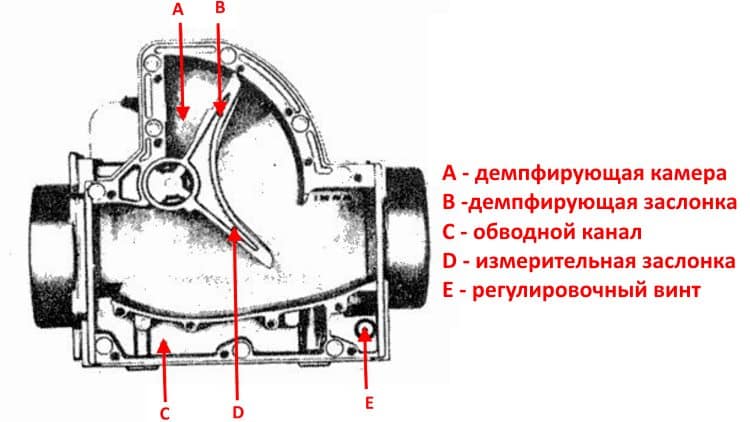 A
B
A - демпфирующая камера
B -демпфирующая заслонка
C - обводной канал
D - измерительная заслонка
E - регулировочный винт
C
D
E